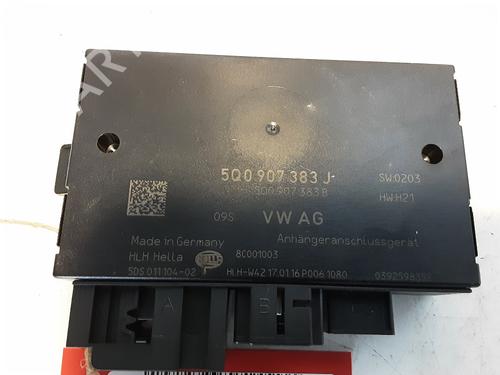 5Q0 907 383 J-
5Q0 907 383 B
SW:0203
HW:H21
09S
VW AG
Made in Germany
Anhängeranschlussgerät
HLH Hella
8C001003
HELLA
5DS 011 104-02
HLH-W42 17.01.16 P006 1080
A
B